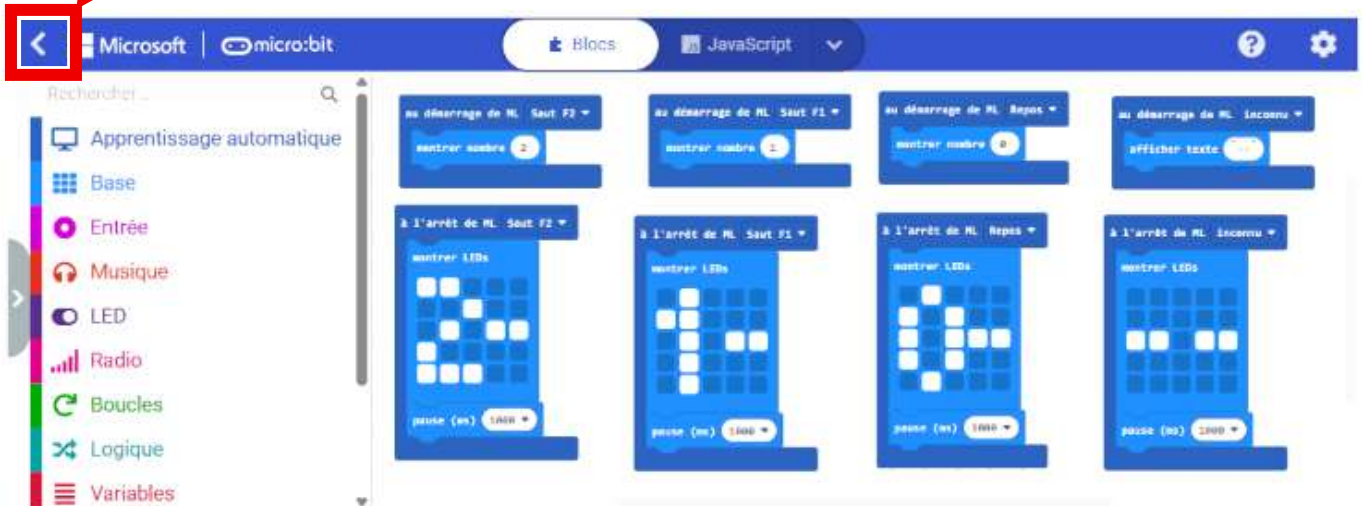 Microsoft | micro:bit
Blocs
JavaScript
Rechercher...
Apprentissage automatique
Base
Entrée
Musique
LED
Radio
Boucles
Logique
Variables
au démarrage de ML Saut F2
montrer nombre 2
au démarrage de ML Saut F1
montrer nombre 1
au démarrage de ML Repos
montrer nombre 0
au démarrage de ML inconnu
afficher texte
à l'arrêt de ML Saut F2
montrer LEDs
pause (ms) 1000
à l'arrêt de ML Saut F1
montrer LEDs
pause (ms) 1000
à l'arrêt de ML Repos
montrer LEDs
pause (ms) 1000
à l'arrêt de ML inconnu
montrer LEDs
pause (ms) 1000